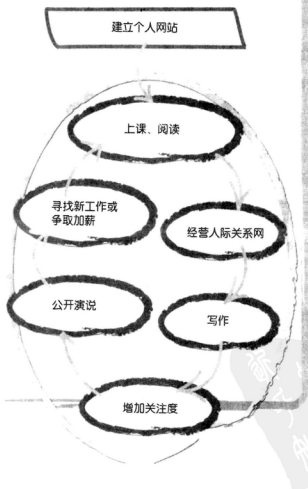 建立个人网站
上课、阅读
寻找新工作或
争取加薪
经营人际关系网
公开演说
写作
增加关注度